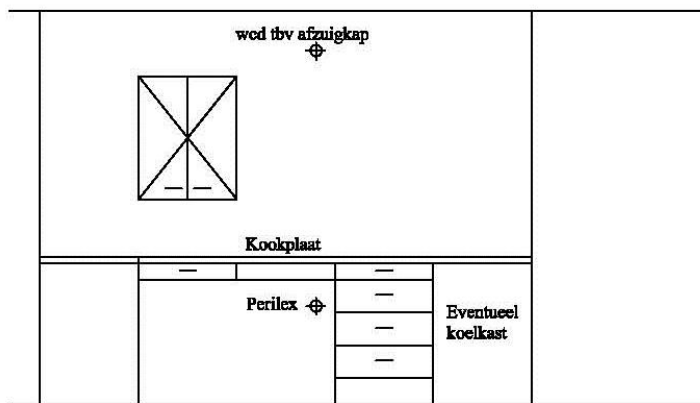 wcd tbv afzuigkap
Kookplaat
Perilex
Eventueel
koelkast